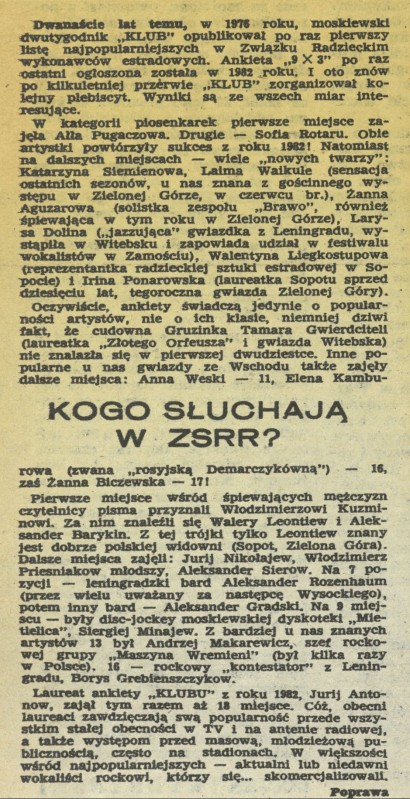 Dwanaście lat temu, w 1976 roku, moskiewski
dwutygodnik „KLUB” opublikował po raz pierwszy
listę najpopularniejszych w Związku Radzieckim
wykonawców estradowych. Ankieta „9 X 3” po raz
ostatni ogłoszona została w 1982 roku. I oto znów
po kilkuletniej przerwie „KLUB” zorganizował ko-
lejny plebiscyt. Wyniki są ze wszech miar inte-
resujące.
W kategorii piosenkarek pierwsze miejsce za-
jęła Ałła Pugaczowa. Drugie — Sofia Rotaru. Obie
artystki powtórzyły sukces z roku 1982! Natomiast
na dalszych miejscach — wiele „nowych twarzy”:
Katarzyna Siemienowa, Laima Waikule (sensacja
ostatnich sezonów, u nas znana z gościnnego wy-
stępu w Zielonej Górze, w czerwcu br.), Żanna
Aguzarowa (solistka zespołu „Brawo”, również
śpiewająca w tym roku w Zielonej Górze), Lary-
sa Dolina („jazzująca” gwiazdka z Leningradu, wy-
stąpiła w Witebsku i zapowiada udział w festiwalu
wokalistów w Zamościu), Walentyna Liegkostupowa
(reprezentantka radzieckiej sztuki estradowej w So-
pocie) i Irina Ponarowska (laureatka Sopotu sprzed
dziesięciu lat, tegoroczna gwiazda Zielonej Góry).
Oczywiście, ankiety świadczą jedynie o popular-
ności artystów, nie o ich klasie, niemniej dziwi
fakt, że cudowna Gruzinka Tamara Gwierdciteli
(laureatka „Złotego Orfeusza” i gwiazda Witebska)
nie znalazła się w pierwszej dwudziestce. Inne po-
pularne u nas gwiazdy ze Wschodu także zajęły
dalsze miejsca: Anna Weski — 11, Elena Kambu-
KOGO SŁUCHAJĄ
W ZSRR?
rowa (zwana „rosyjską Demarczykówną”) — 16,
zaś Żanna Biczewska — 17!
Pierwsze miejsce wśród śpiewających mężczyzn
czytelnicy pisma przyznali Włodzimierzowi Kuzmi-
nowi. Za nim znaleźli się Walery Leontiew i Alek-
sander Barykin. Z tej trójki tylko Leontiew znany
jest dobrze polskiej widowni (Sopot, Zielona Góra).
Dalsze miejsca zajęli: Jurij Nikołajew, Włodzimierz
Priesniakow młodszy, Aleksander Sierow. Na 7 po-
zycji — leningradzki bard Aleksander Rozenhaum
(przez wielu uważany za następcę Wysockiego),
potem inny bard — Aleksander Gradski. Na 9 miej-
scu — były disc-jockey moskiewskiej dyskoteki „Mie-
tielica”, Siergiej Minajew. Z bardziej u nas znanych
artystów 13 był Andrzej Makarewicz, szef rocko-
wej grupy „Maszyna Wremieni” (był kilka razy
w Polsce). 16 — rockowy „kontestator” z Lenin-
gradu, Borys Grebienszczykow.
Laureat ankiety „KLUBU” z roku 1982, Jurij Anto-
now, zajął tym razem aż 18 miejsce. Cóż, obecni
laureaci zawdzięczają swą popularność przede wszy-
stkim stałej obecności w TV i na antenie radiowej,
a także występom przed masową, młodzieżową pu-
blicznością, często na stadionach. W większości
wśród najpopularniejszych — aktualni lub niedawni
wokaliści rockowi, którzy się... skomercjalizowali.
Poprawa